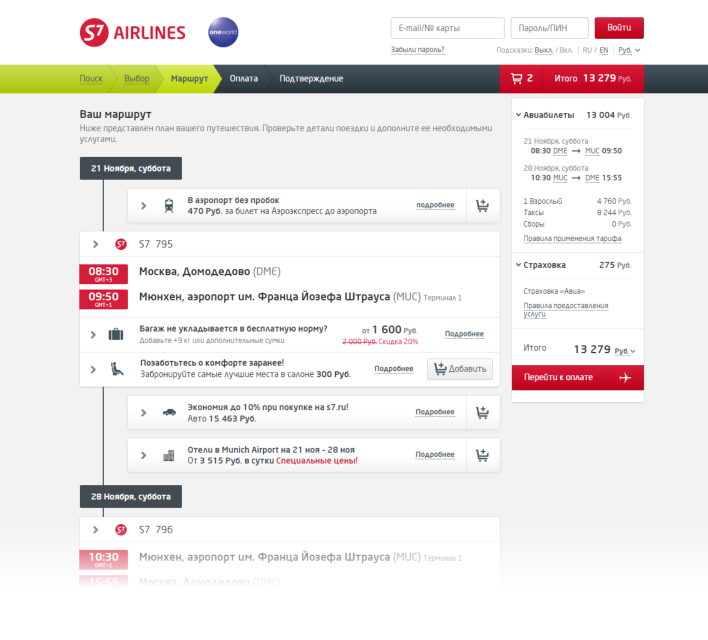 S7 AIRLINES
oneworld
E-mail/№ карты
Пароль/ПИН
Войти
Забыли пароль?
Подсказки: Выкл. / Вкл. RU / EN Руб.
Поиск
Выбор
Маршрут
Оплата
Подтверждение
2
Итого 13 279 Руб.
Ваш маршрут
Ниже представлен план вашего путешествия. Проверьте детали поездки и дополните ее необходимыми
услугами.
21 Ноября, суббота
В аэропорт без пробок
470 Руб. за билет на Аэроэкспресс до аэропорта
подробнее
S7 795
08:30
GMT+3
Москва, Домодедово (DME)
09:50
GMT+1
Мюнхен, аэропорт им. Франца Йозефа Штрауса (MUC) Терминал 1
Багаж не укладывается в бесплатную норму?
Добавьте +9 кг или дополнительные сумки
от 1 600 Руб.
2 000 Руб. Скидка 20%
Подробнее
Позаботьтесь о комфорте заранее!
Забронируйте самые лучшие места в салоне 300 Руб.
Подробнее
Добавить
Экономия до 10% при покупке на s7.ru!
Авто 15 463 Руб.
Подробнее
Отели в Munich Airport на 21 ноя - 28 ноя
От 3 515 Руб. в сутки Специальные цены!
Подробнее
28 Ноября, суббота
S7 796
10:30
GMT+1
Мюнхен, аэропорт им. Франца Йозефа Штрауса (MUC) Терминал 1
15:55
Москва, Домодедово (DME)
Авиабилеты 13 004 Руб.
21 Ноября, суббота
08:30 DME → MUC 09:50
28 Ноября, суббота
10:30 MUC → DME 15:55
1 Взрослый 4 760 Руб.
Таксы 8 244 Руб.
Сборы 0 Руб.
Правила применения тарифа
Страховка 275 Руб.
Страховка «Авиа»
Правила предоставления
услуги
Итого 13 279 Руб.
Перейти к оплате